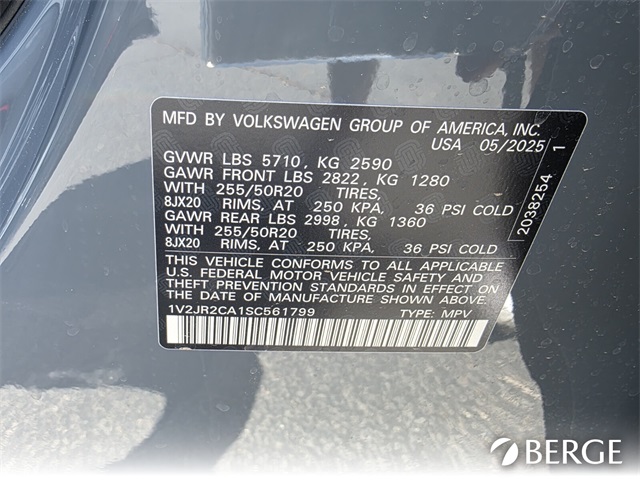 MFD BY VOLKSWAGEN GROUP OF AMERICA, INC.
USA 05/2025
GVWR LBS 5710, KG 2590
GAWR FRONT LBS 2822, KG 1280
WITH 255/50R20 TIRES,
8JX20 RIMS, AT 250 KPA, 36 PSI COLD
GAWR REAR LBS 2998, KG 1360
WITH 255/50R20 TIRES,
8JX20 RIMS, AT 250 KPA, 36 PSI COLD
THIS VEHICLE CONFORMS TO ALL APPLICABLE
U.S. FEDERAL MOTOR VEHICLE SAFETY AND
THEFT PREVENTION STANDARDS IN EFFECT ON
THE DATE OF MANUFACTURE SHOWN ABOVE.
1V2JR2CA1SC561799 TYPE: MPV
2038254 1
BERGE